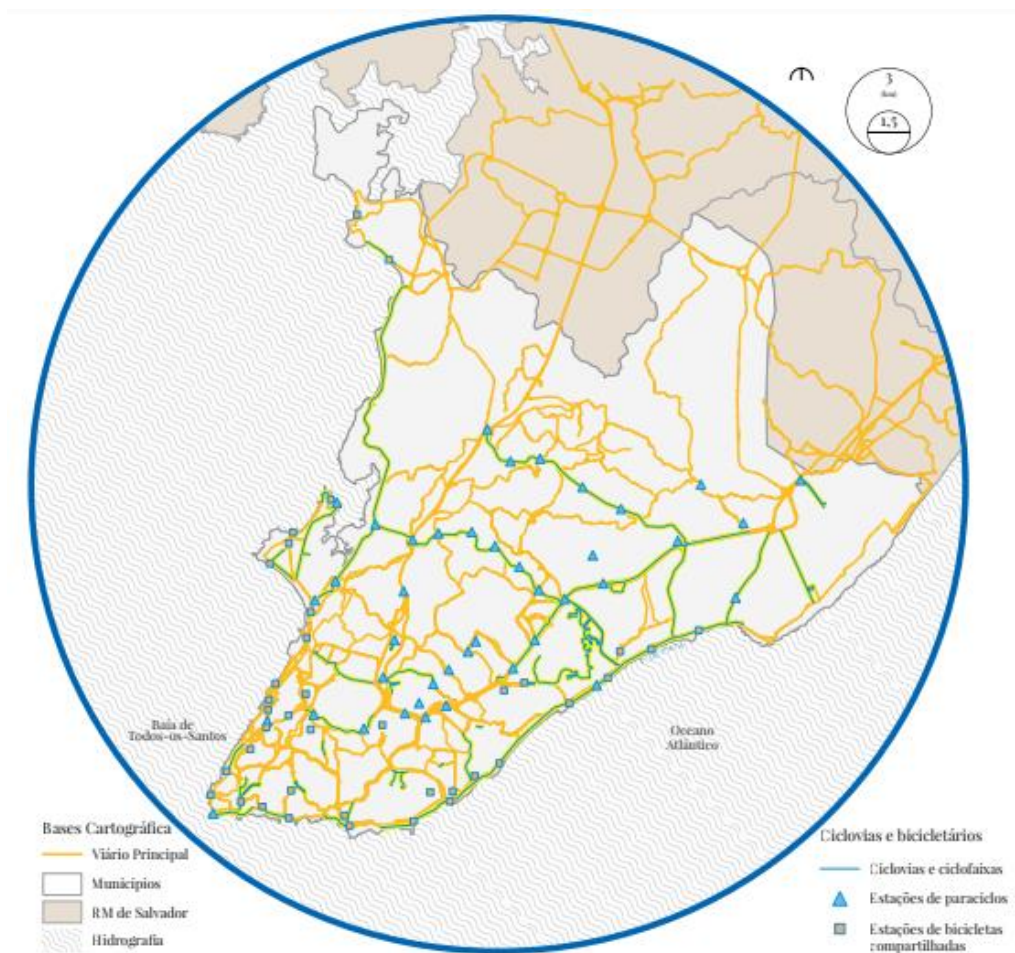 3
(km)
1,5
Baía de
Todos-os-Santos
Oceano
Atlântico
Bases Cartográfica
Viário Principal
Municípios
RM de Salvador
Hidrografia
Ciclovias e bicicletários
Ciclovias e ciclofaixas
Estações de paraciclos
Estações de bicicletas
compartilhadas